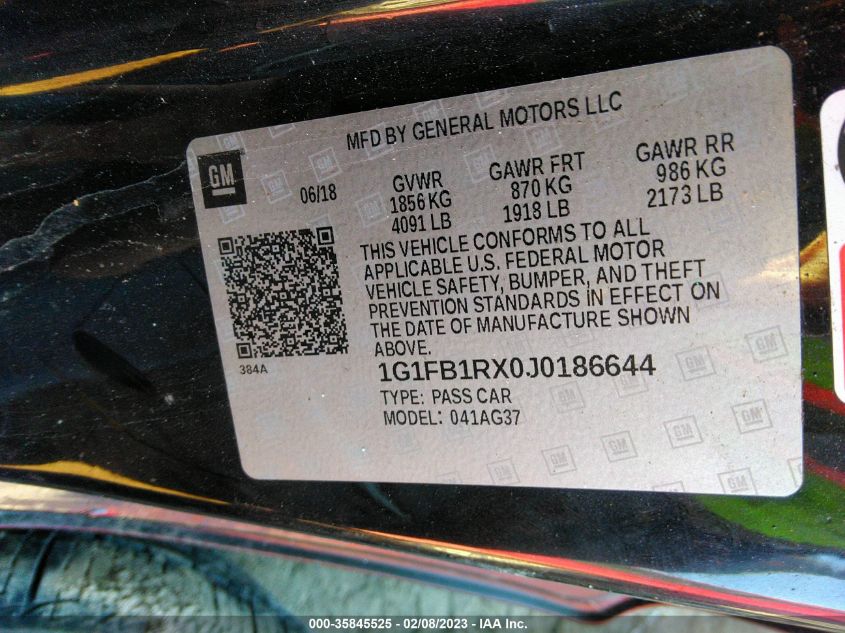 MFD BY GENERAL MOTORS LLC
GM
06/18
GVWR
1856 KG
4091 LB
GAWR FRT
870 KG
1918 LB
GAWR RR
986 KG
2173 LB
THIS VEHICLE CONFORMS TO ALL
APPLICABLE U.S. FEDERAL MOTOR
VEHICLE SAFETY, BUMPER, AND THEFT
PREVENTION STANDARDS IN EFFECT ON
THE DATE OF MANUFACTURE SHOWN
ABOVE.
384A
1G1FB1RX0J0186644
TYPE: PASS CAR
MODEL: 041AG37
000-35845525 - 02/08/2023 - IAA Inc.